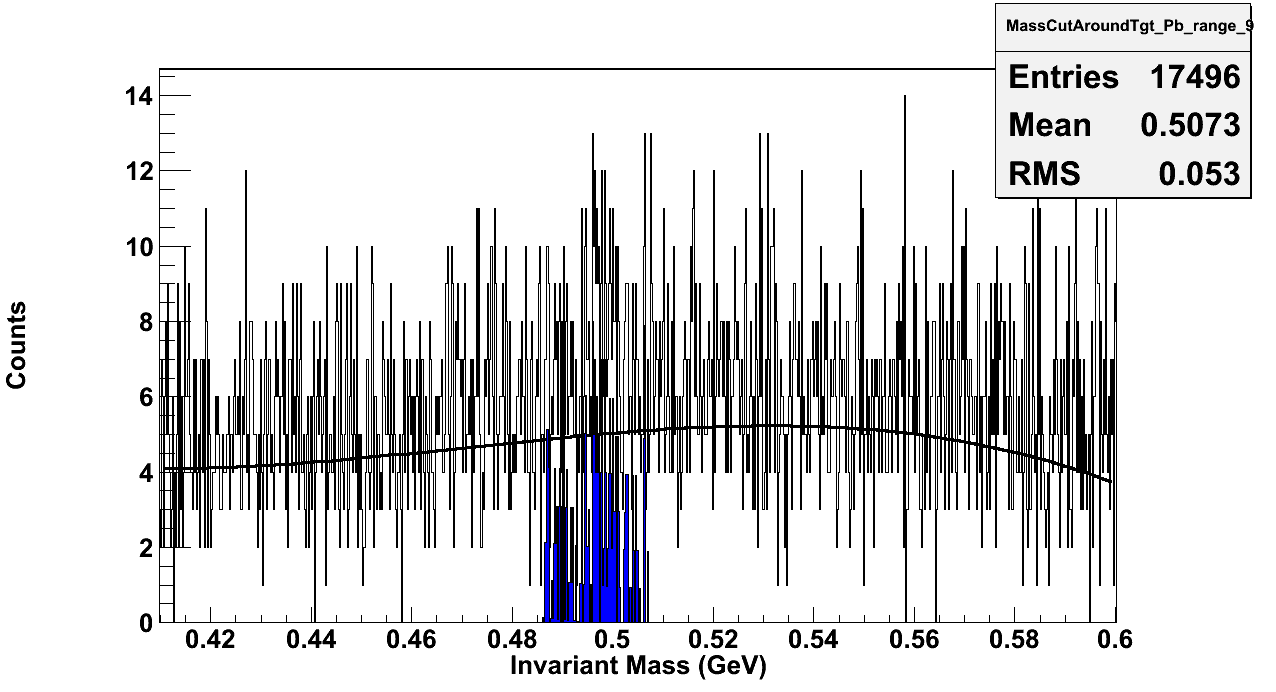 MassCutAroundTgt_Pb_range_9
Entries 17496
Mean 0.5073
RMS 0.053
14
12
10
8
6
4
2
0
Counts
0.42 0.44 0.46 0.48 0.5 0.52 0.54 0.56 0.58 0.6
Invariant Mass (GeV)